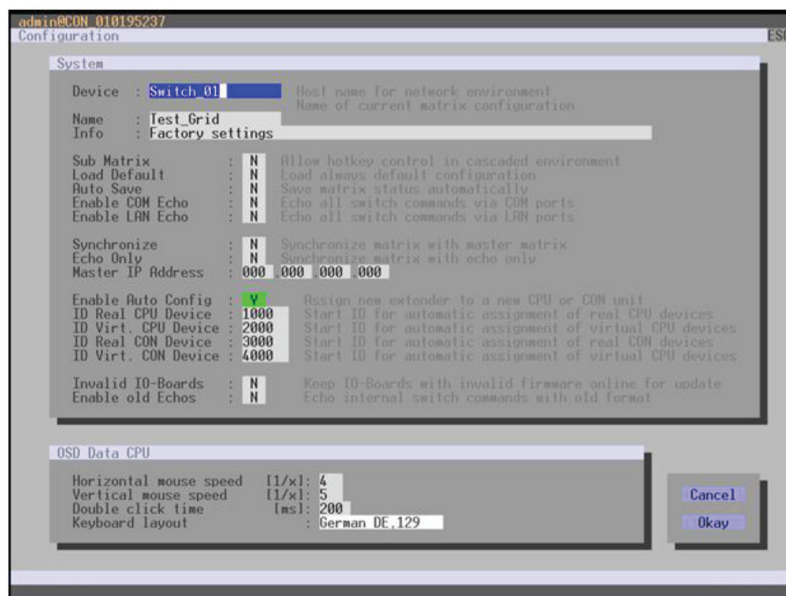 admin@CON_010195237
Configuration ESC
System
Device : Switch_01 Host name for network environment
Name of current matrix configuration
Name : Test_Grid
Info : Factory settings
Sub Matrix : N Allow hotkey control in cascaded environment
Load Default : N Load always default configuration
Auto Save : N Save matrix status automatically
Enable COM Echo : N Echo all switch commands via COM ports
Enable LAN Echo : N Echo all switch commands via LAN ports
Synchronize : N Synchronize matrix with master matrix
Echo Only : N Synchronize matrix with echo only
Master IP Address : 000 .000 .000 .000
Enable Auto Config : Y Assign new extender to a new CPU or CON unit
ID Real CPU Device : 1000 Start ID for automatic assignment of real CPU devices
ID Virt. CPU Device : 2000 Start ID for automatic assignment of virtual CPU devices
ID Real CON Device : 3000 Start ID for automatic assignment of real CON devices
ID Virt. CON Device : 4000 Start ID for automatic assignment of virtual CPU devices
Invalid IO-Boards : N Keep IO-Boards with invalid firmware online for update
Enable old Echos : N Echo internal switch commands with old format
OSD Data CPU
Horizontal mouse speed [1/x]: 4
Vertical mouse speed [1/x]: 5
Double click time [ms]: 200
Keyboard layout : German DE,129
Cancel
Okay